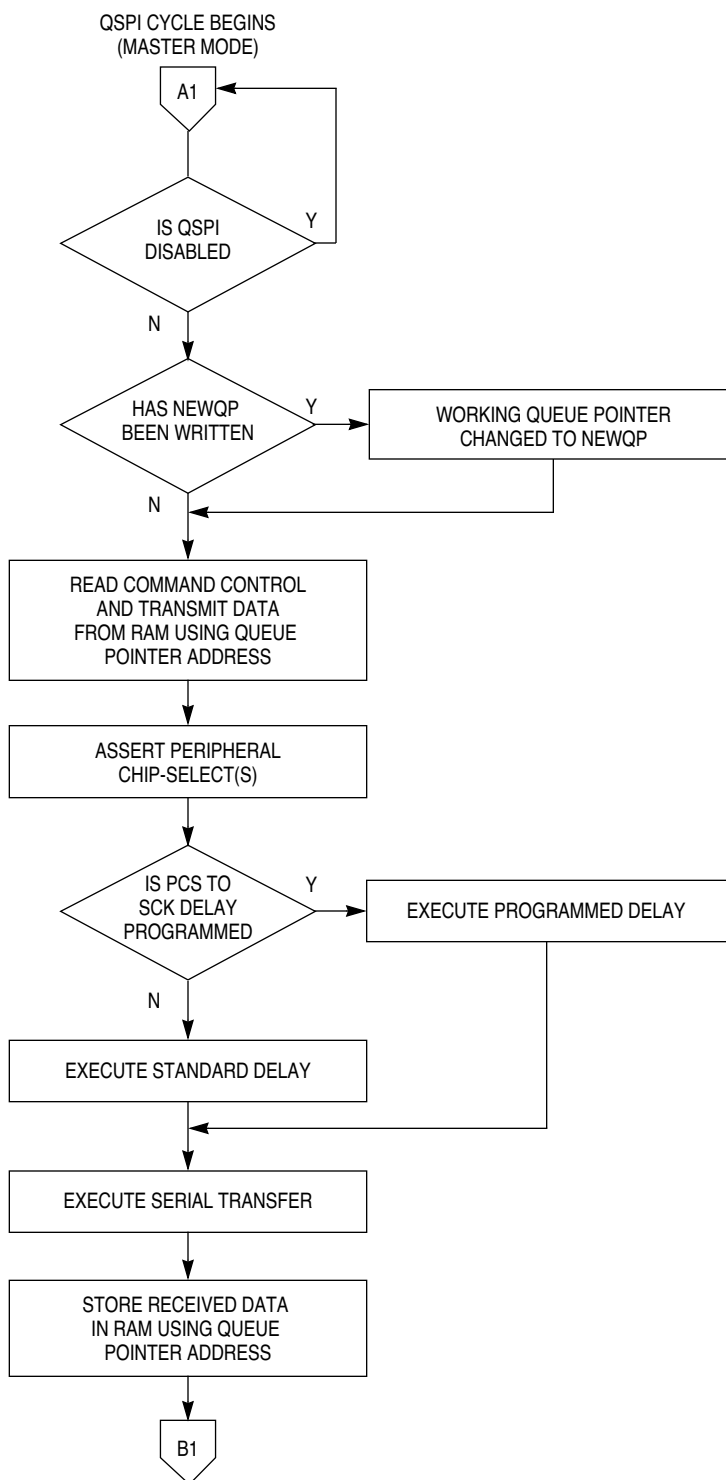 QSPI CYCLE BEGINS
(MASTER MODE)
A1
IS QSPI
DISABLED
Y
N
HAS NEWQP
BEEN WRITTEN
Y
WORKING QUEUE POINTER
CHANGED TO NEWQP
N
READ COMMAND CONTROL
AND TRANSMIT DATA
FROM RAM USING QUEUE
POINTER ADDRESS
ASSERT PERIPHERAL
CHIP-SELECT(S)
IS PCS TO
SCK DELAY
PROGRAMMED
Y
EXECUTE PROGRAMMED DELAY
N
EXECUTE STANDARD DELAY
EXECUTE SERIAL TRANSFER
STORE RECEIVED DATA
IN RAM USING QUEUE
POINTER ADDRESS
B1